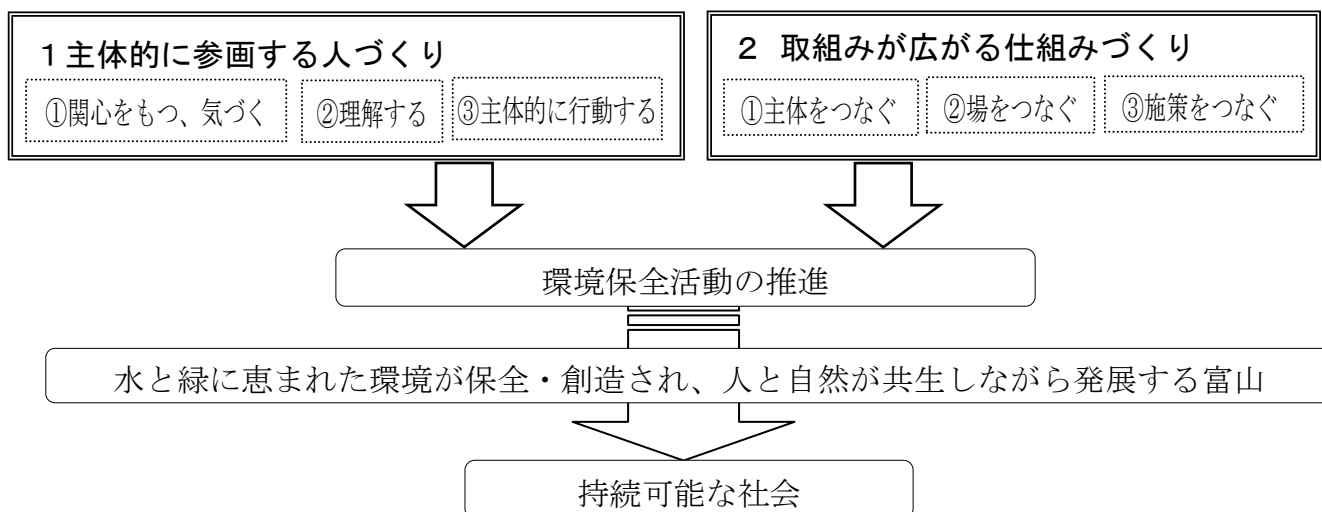 1主体的に参画する人づくり
①関心をもつ、気づく ②理解する ③主体的に行動する
2 取組みが広がる仕組みづくり
①主体をつなぐ ②場をつなぐ ③施策をつなぐ
環境保全活動の推進
水と緑に恵まれた環境が保全・創造され、人と自然が共生しながら発展する富山
持続可能な社会